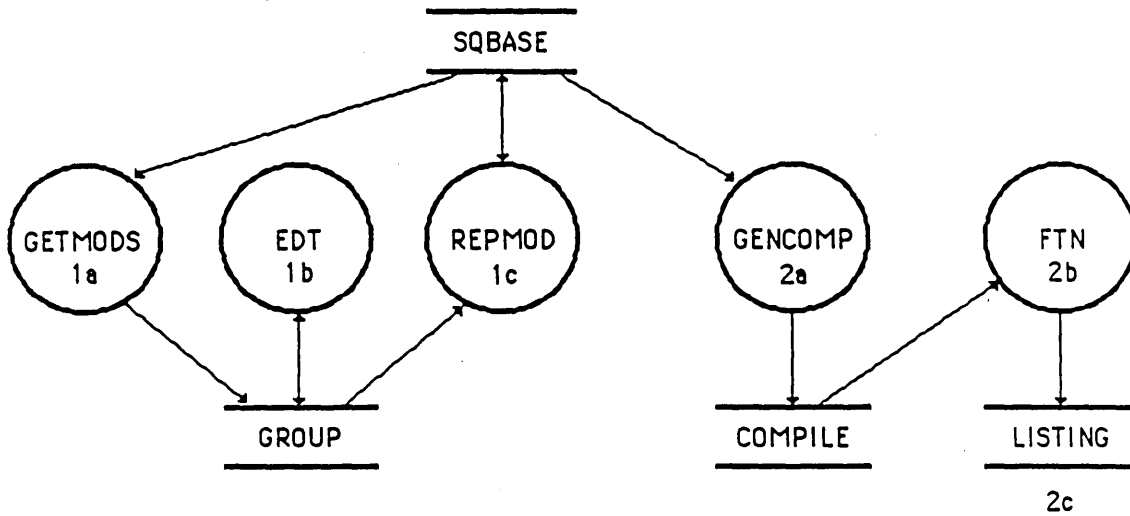 SQBASE
GETMODS
1a
EDT
1b
REPMOD
1c
GENCOMP
2a
FTN
2b
GROUP
COMPILE
LISTING
2c